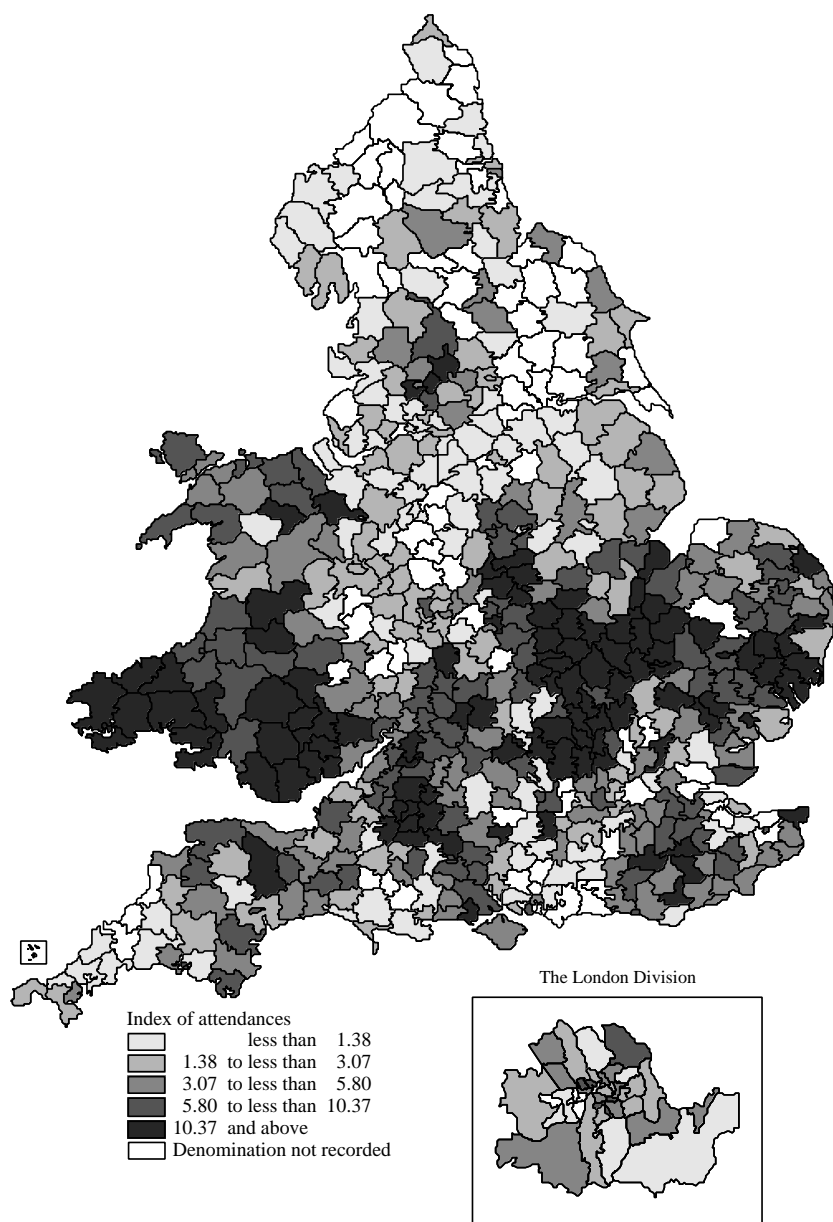 The London Division
Index of attendances
less than 1.38
1.38 to less than 3.07
3.07 to less than 5.80
5.80 to less than 10.37
10.37 and above
Denomination not recorded